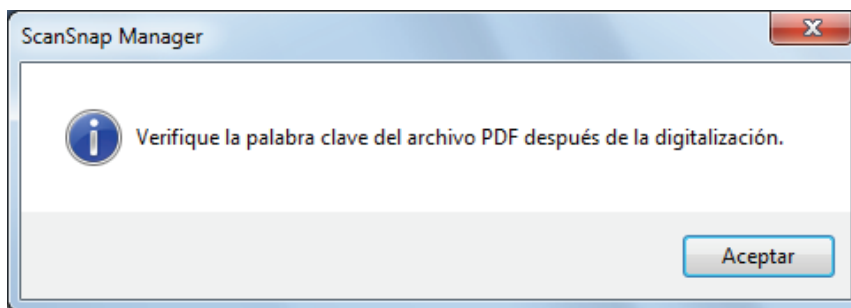 ScanSnap Manager
Verifique la palabra clave del archivo PDF después de la digitalización.
Aceptar